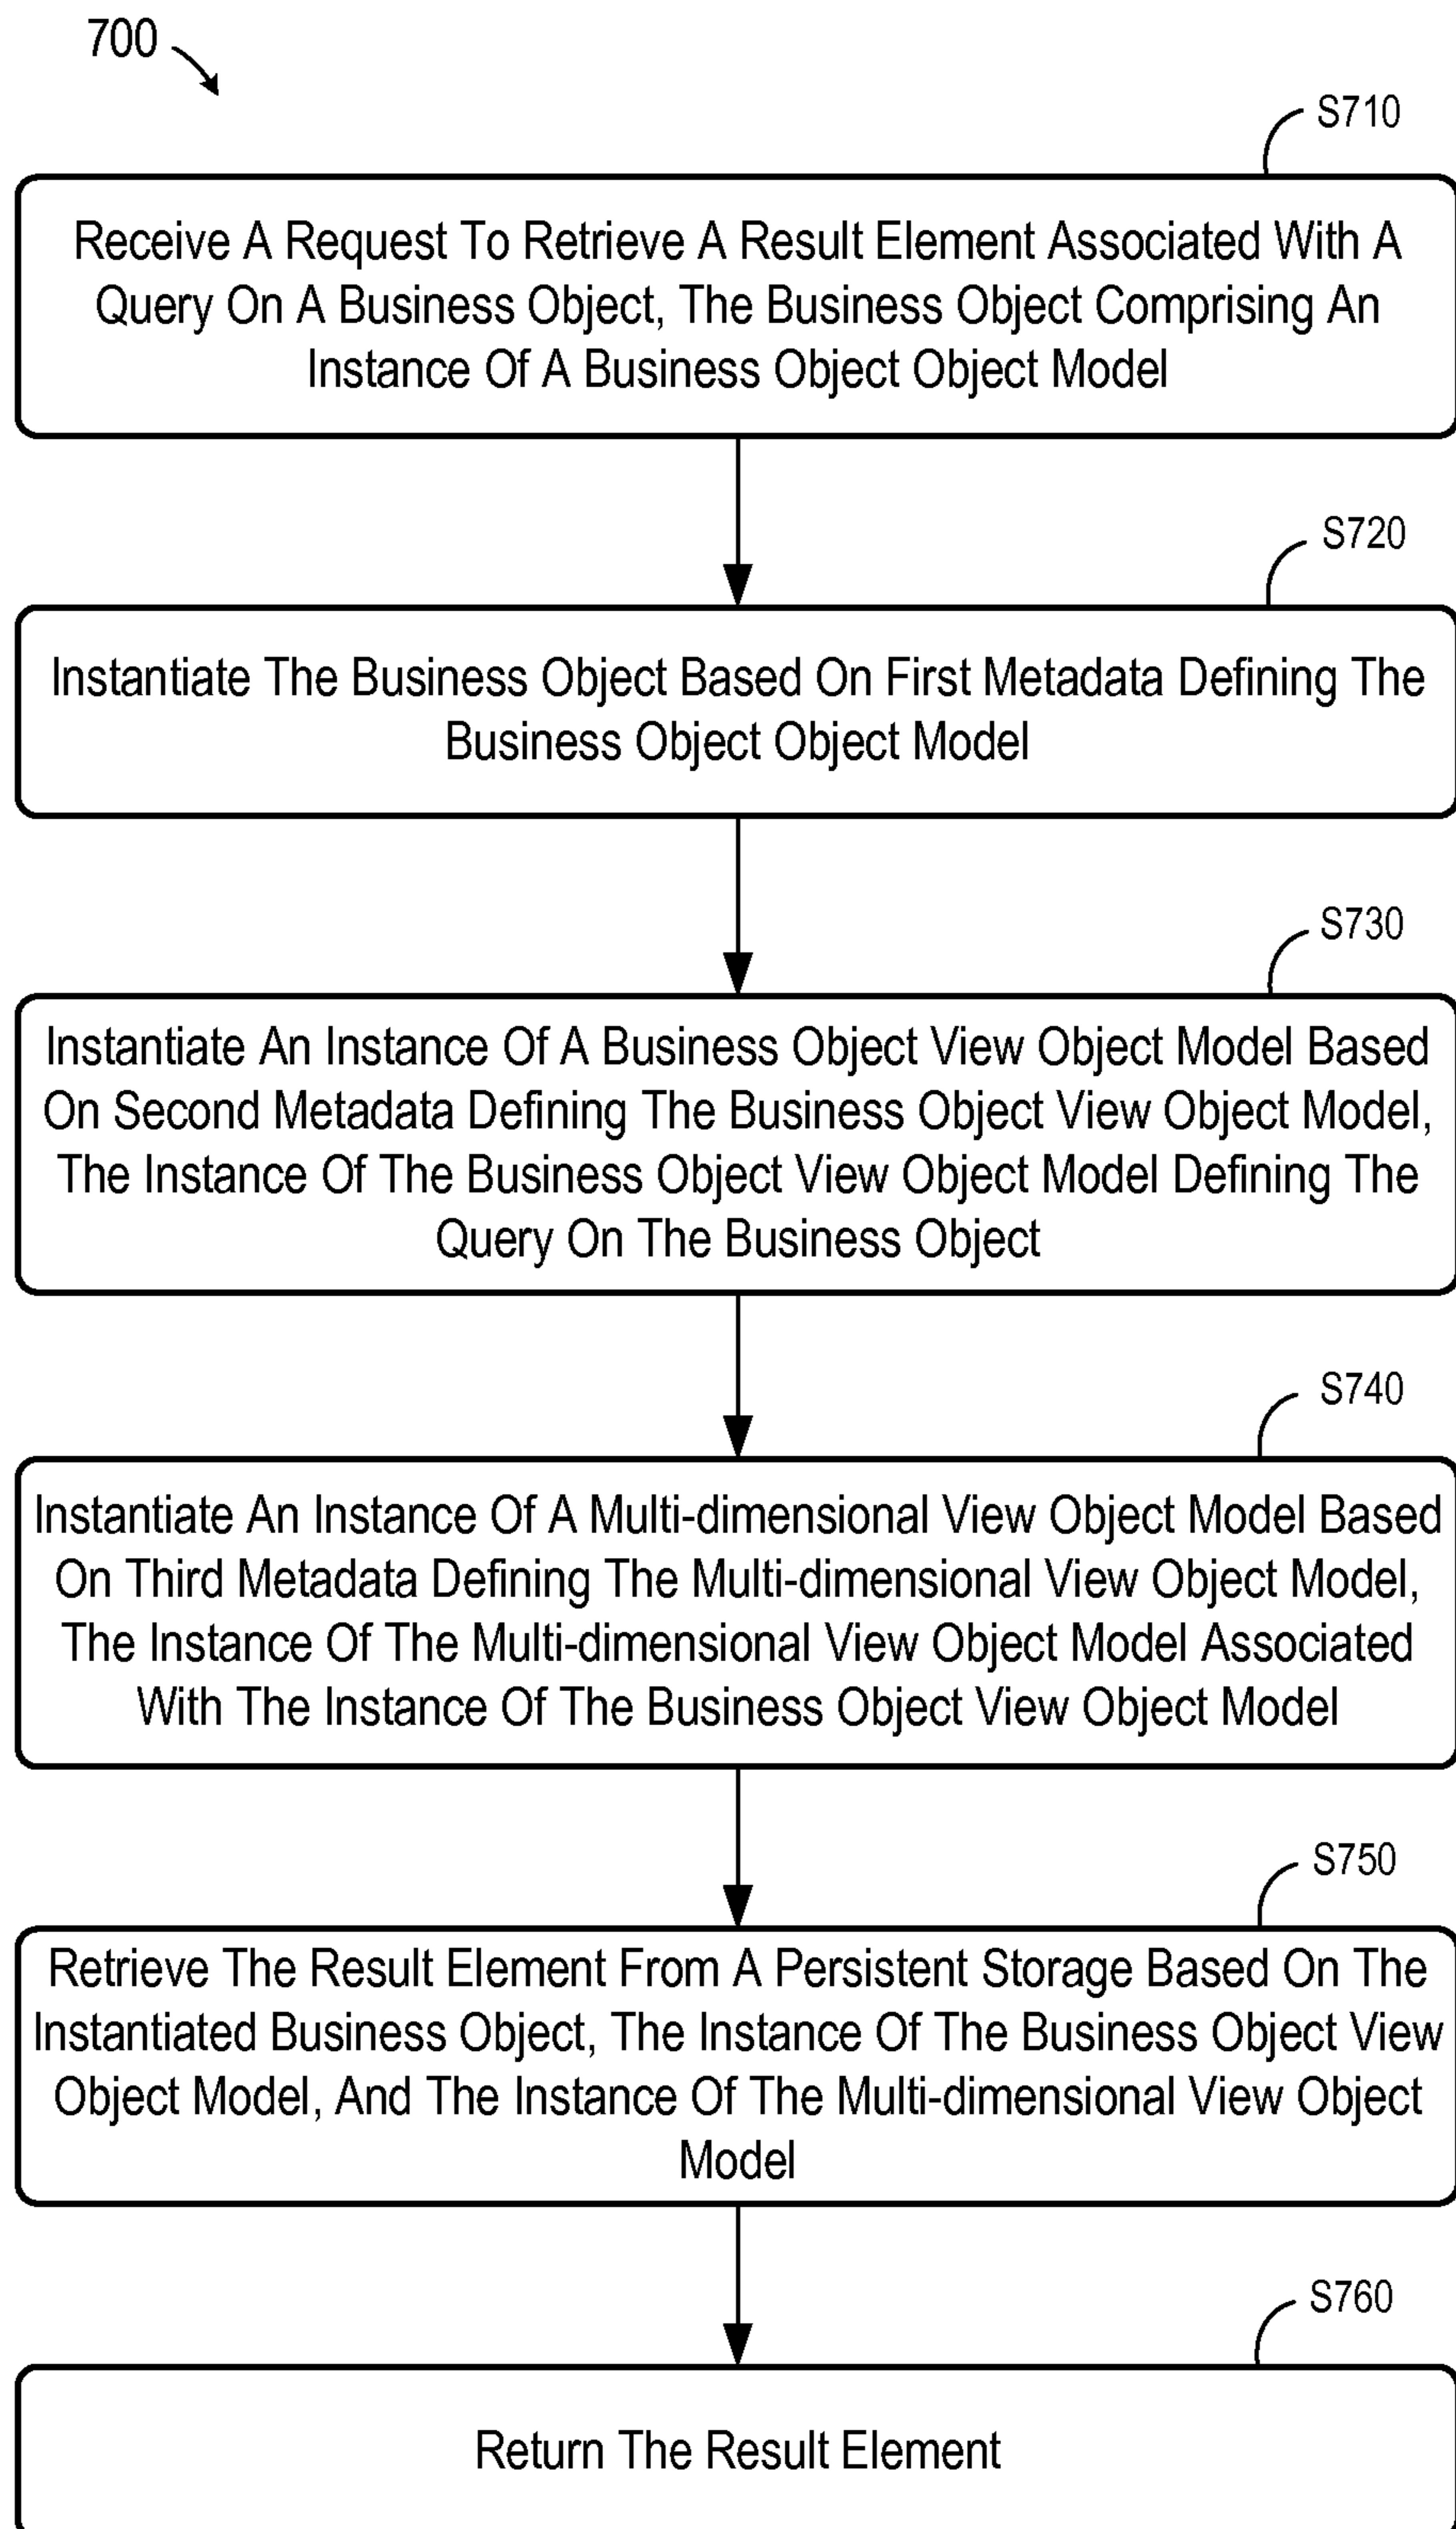 700
S710
Receive A Request To Retrieve A Result Element Associated With A
Query On A Business Object, The Business Object Comprising An
Instance Of A Business Object Object Model
S720
Instantiate The Business Object Based On First Metadata Defining The
Business Object Object Model
S730
Instantiate An Instance Of A Business Object View Object Model Based
On Second Metadata Defining The Business Object View Object Model,
The Instance Of The Business Object View Object Model Defining The
Query On The Business Object
S740
Instantiate An Instance Of A Multi-dimensional View Object Model Based
On Third Metadata Defining The Multi-dimensional View Object Model,
The Instance Of The Multi-dimensional View Object Model Associated
With The Instance Of The Business Object View Object Model
S750
Retrieve The Result Element From A Persistent Storage Based On The
Instantiated Business Object, The Instance Of The Business Object View
Object Model, And The Instance Of The Multi-dimensional View Object
Model
S760
Return The Result Element